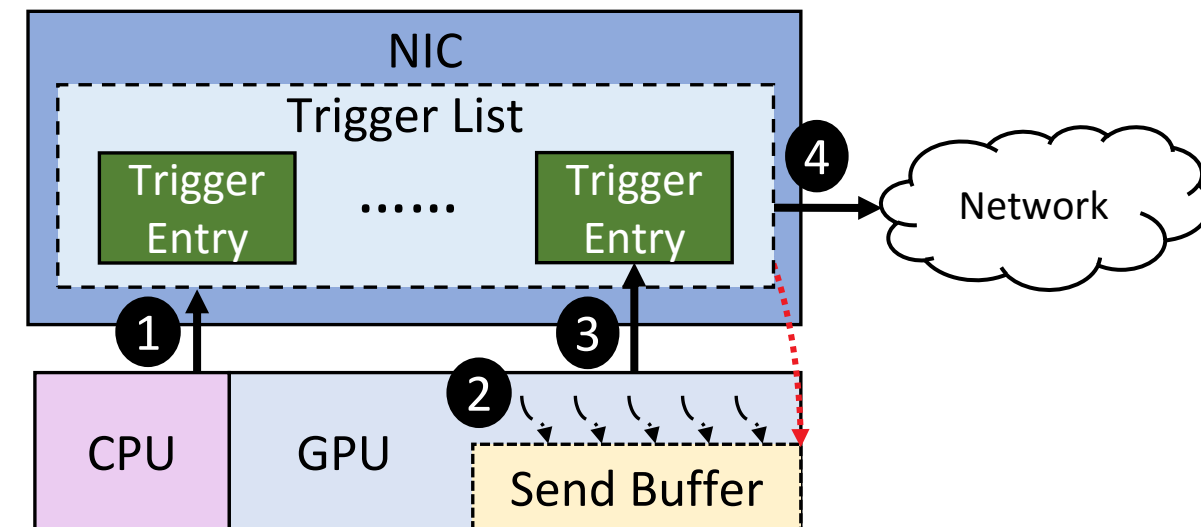 NIC
Trigger List
Trigger
Entry
......
Trigger
Entry
4
Network
1
3
2
CPU
GPU
Send Buffer